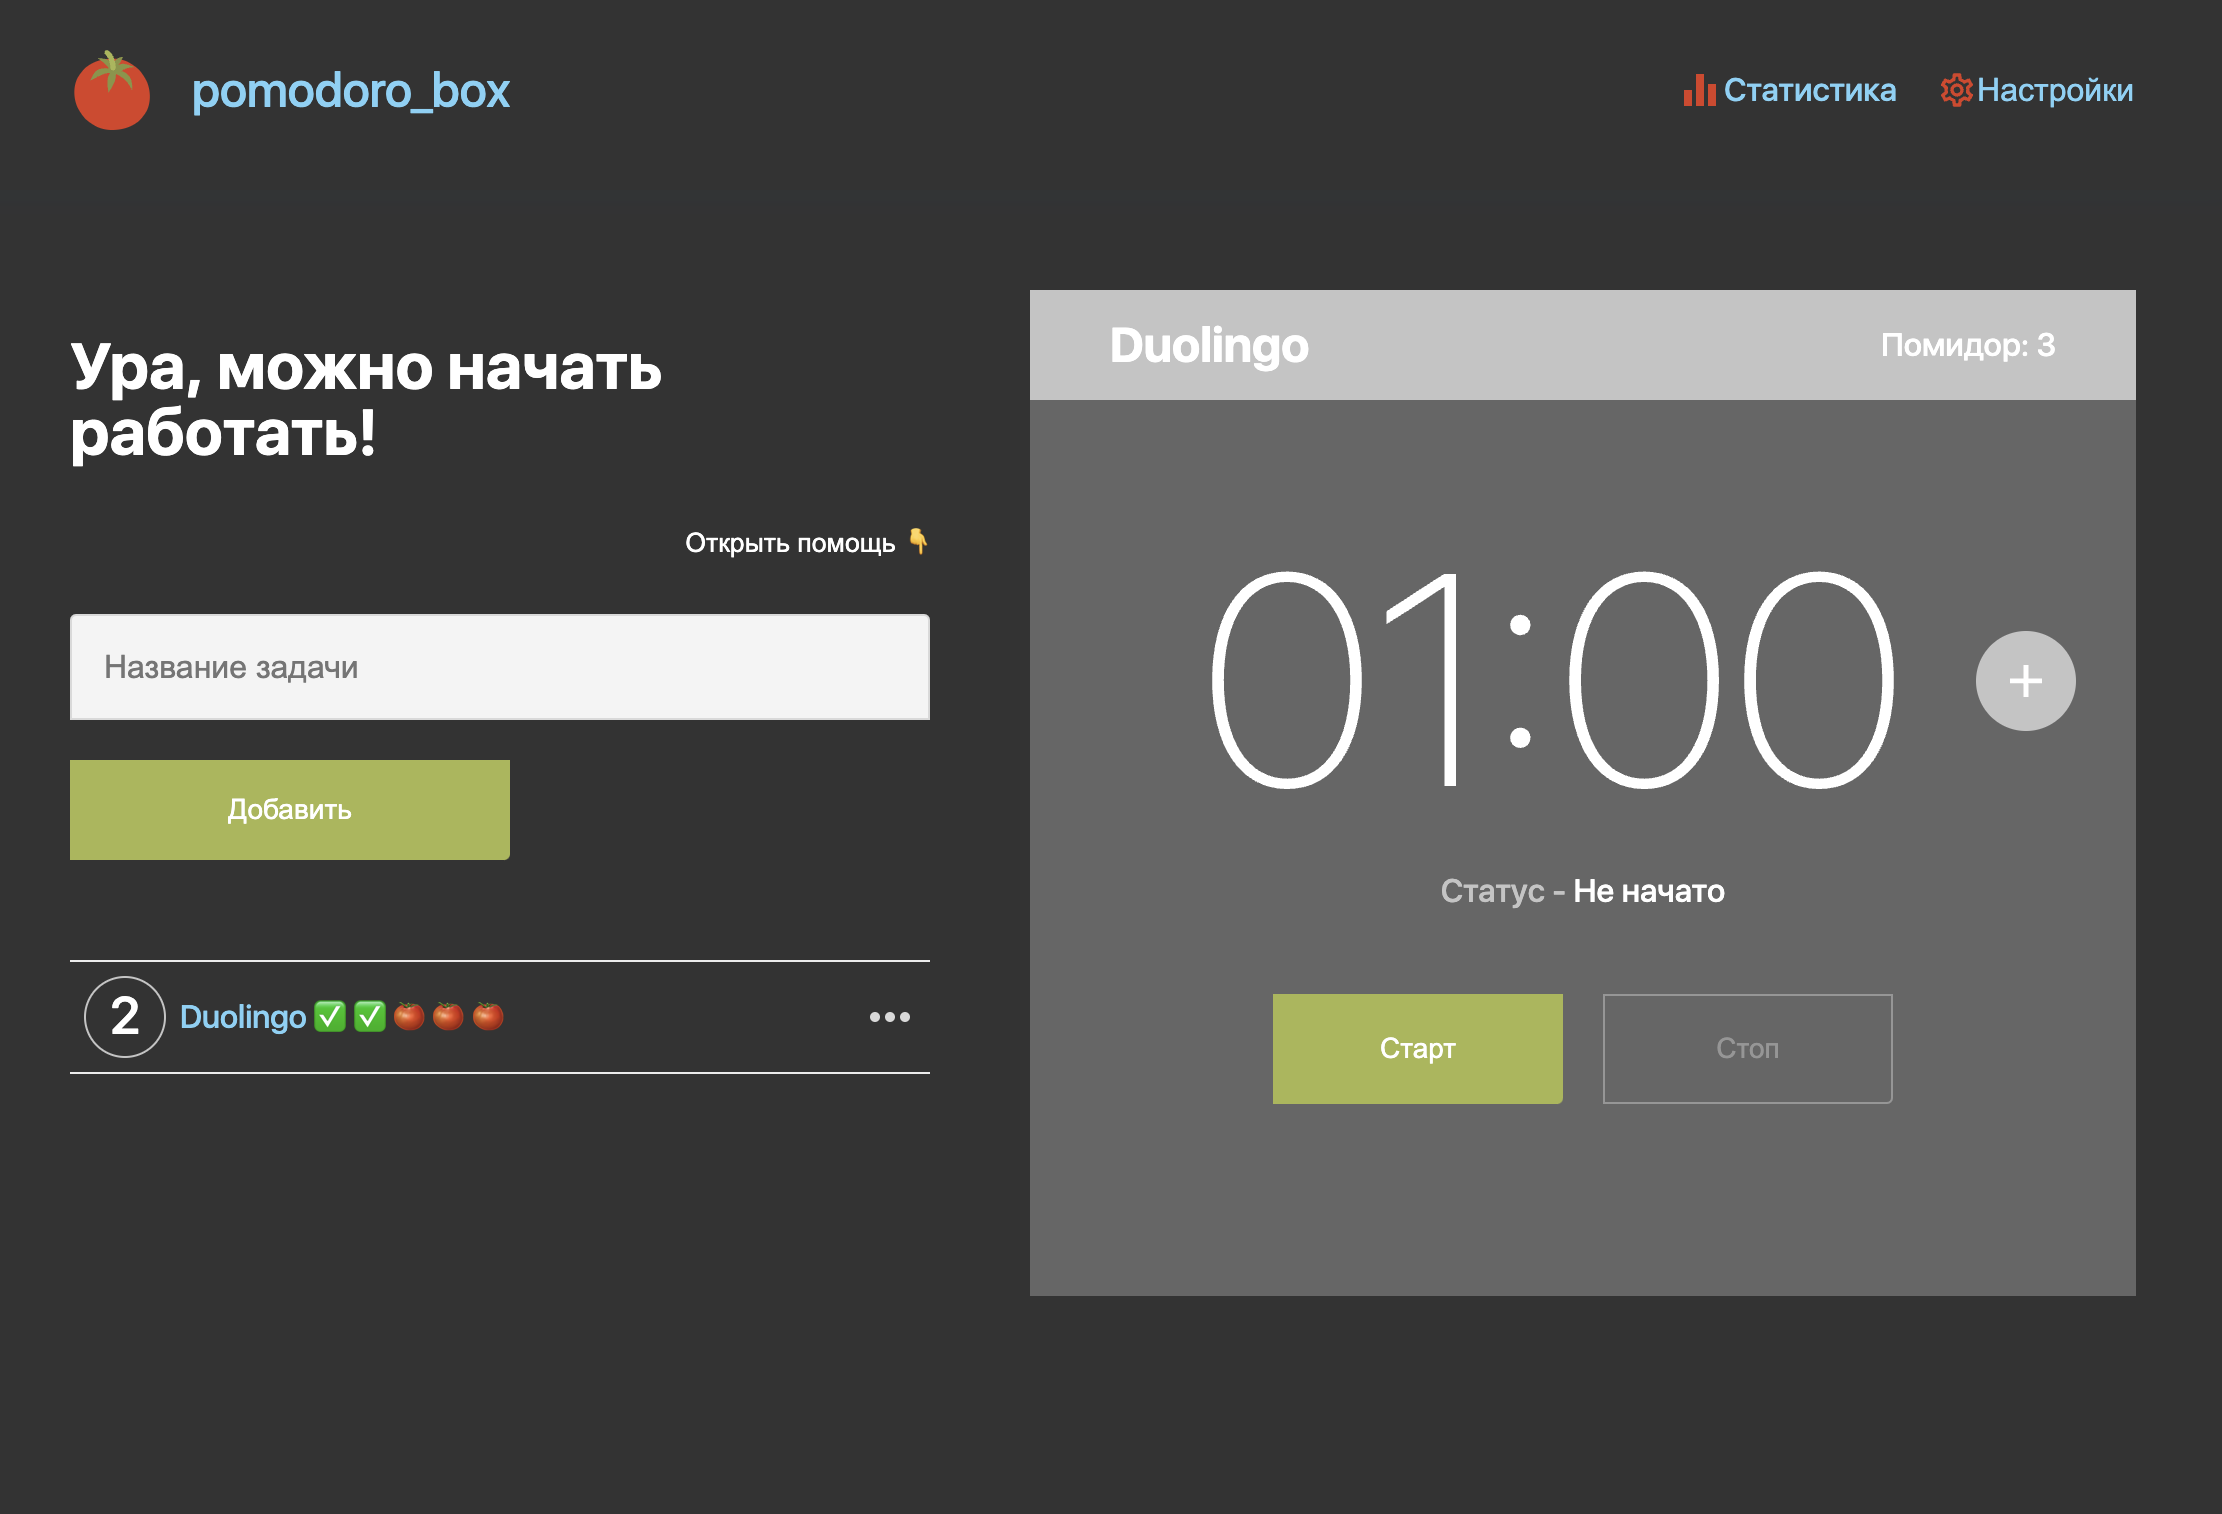 pomodoro_box
Статистика
Настройки
Ура, можно начать
работать!
Открыть помощь 👇
Название задачи
Добавить
2 Duolingo ✅ ✅ 🍅 🍅 🍅
Duolingo
Помидор: 3
01:00
+
Статус - Не начато
Старт
Стоп